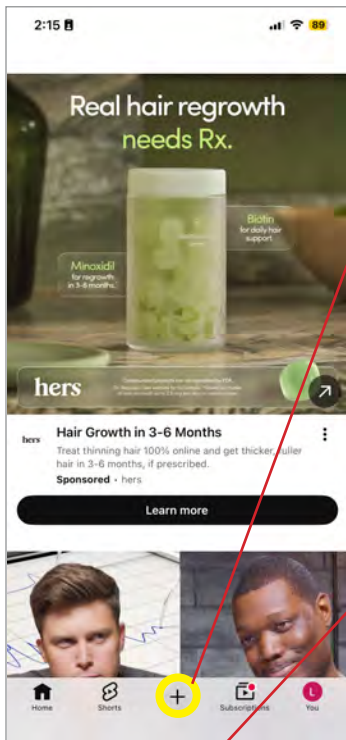 2:15
89
Real hair regrowth
needs Rx.
Biotin
for daily hair
support
Minoxidil
for regrowth
in 3-6 months.
hers
hers
Hair Growth in 3-6 Months
Treat thinning hair 100% online and get thicker, fuller
hair in 3-6 months, if prescribed.
Sponsored • hers
Learn more
Home
Shorts
Subscriptions
L
You